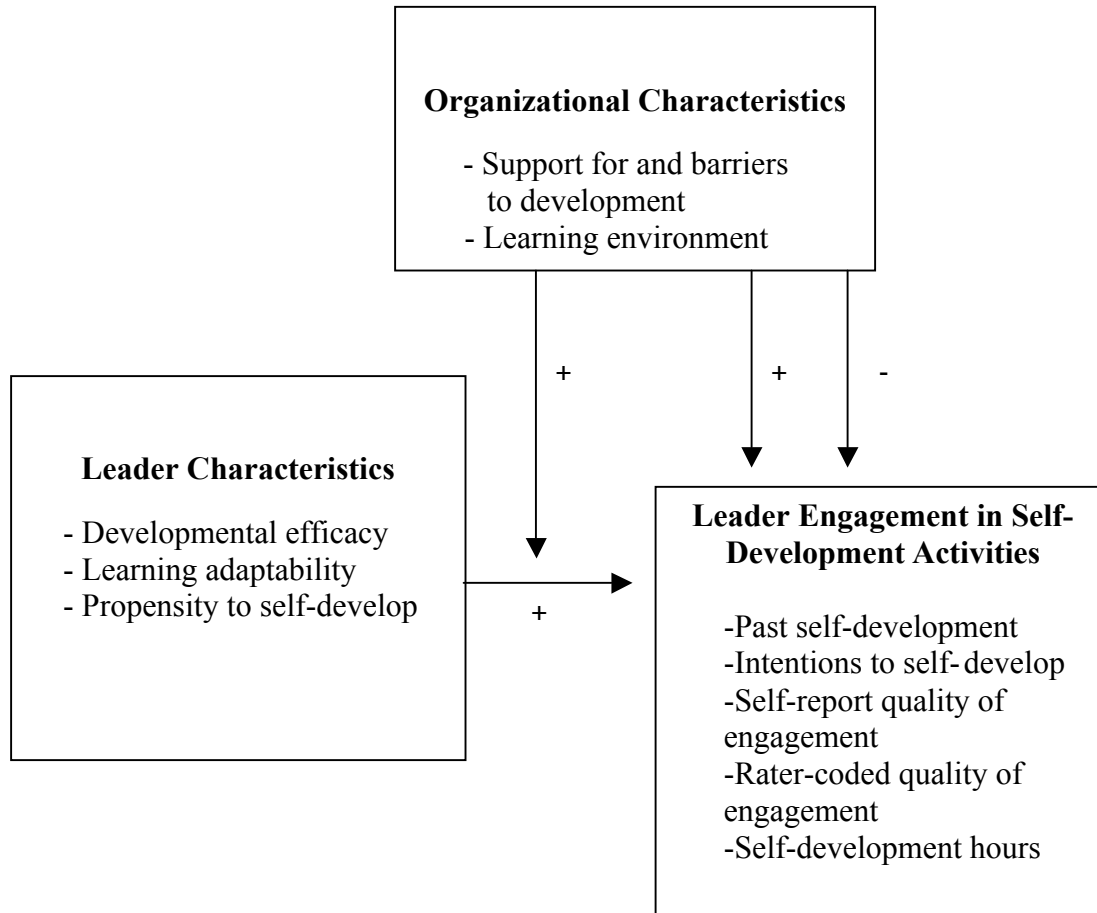 Organizational Characteristics
- Support for and barriers
to development
- Learning environment
+
+
-
Leader Characteristics
- Developmental efficacy
- Learning adaptability
- Propensity to self-develop
+
Leader Engagement in Self-
Development Activities
-Past self-development
-Intentions to self-develop
-Self-report quality of
engagement
-Rater-coded quality of
engagement
-Self-development hours